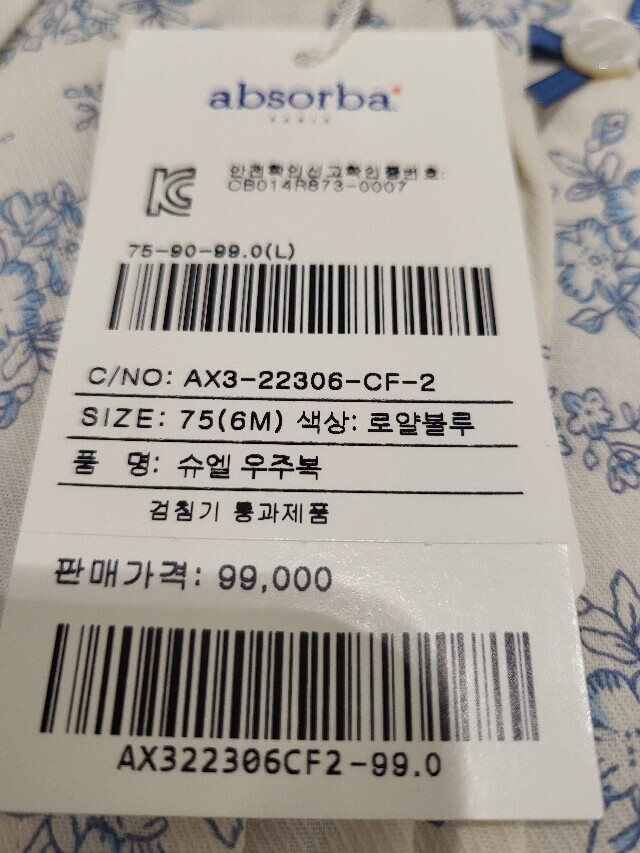 absorba
PARIS
안전확인신고확인증번호:
CB014R873-0007
75-90-99.0(L)
C/NO: AX3-22306-CF-2
SIZE: 75(6M) 색상: 로얄블루
품 명: 슈엘 우주복
검침기 통과제품
판매가격: 99,000
AX322306CF2-99.0